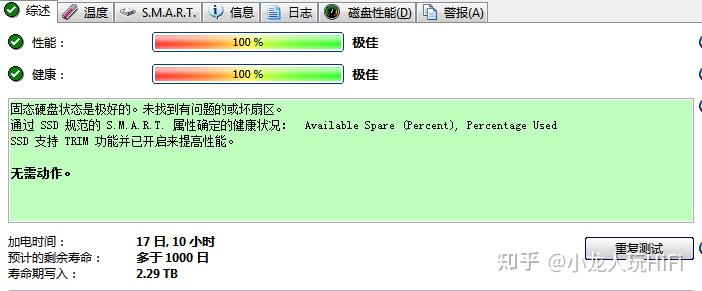 综述 温度 S.M.A.R.T. 信息 日志 磁盘性能(D) 警报(A)
性能： 100 % 极佳
健康： 100 % 极佳
固态硬盘状态是极好的。未找到有问题的或坏扇区。
通过 SSD 规范的 S.M.A.R.T. 属性确定的健康状况： Available Spare (Percent), Percentage Used
SSD 支持 TRIM 功能并已开启来提高性能。
无需动作。
加电时间： 17 日, 10 小时
重复测试
预计的剩余寿命： 多于 1000 日
寿命期写入： 2.29 TB
知乎 @小龙人玩HIFI